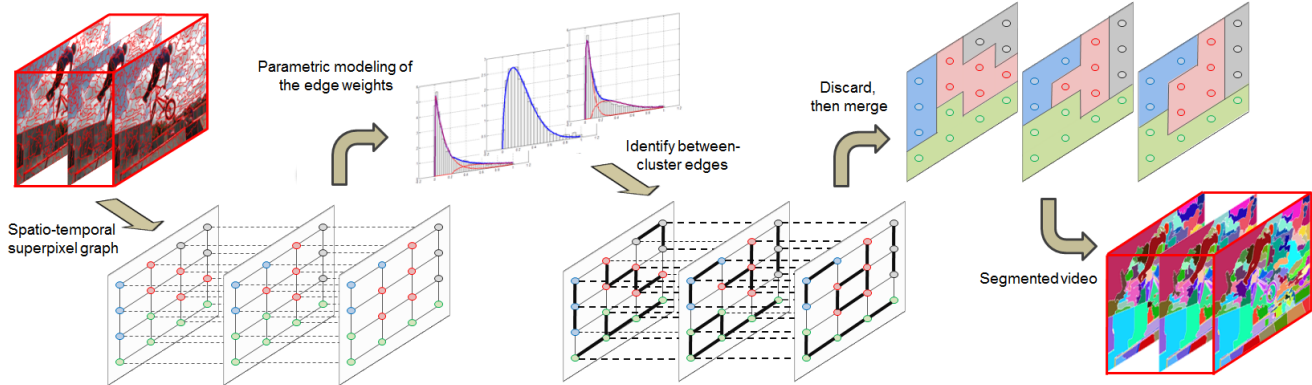 Spatio-temporal
superpixel graph
Parametric modeling of
the edge weights
Identify between-
cluster edges
Discard,
then merge
Segmented video